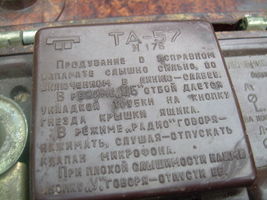 ТА-57
N 176
Продувание в исправном
аппарате слышно сильно, во
включенном в линию-слабее.
В режиме отбой дается
укладкой трубки на кнопку
гнезда крышки ящика.
В режиме "радио" говоря-
нажимать, слушая-отпускать
клапан микрофона.
При плохой слышимости
говоря-отпусти